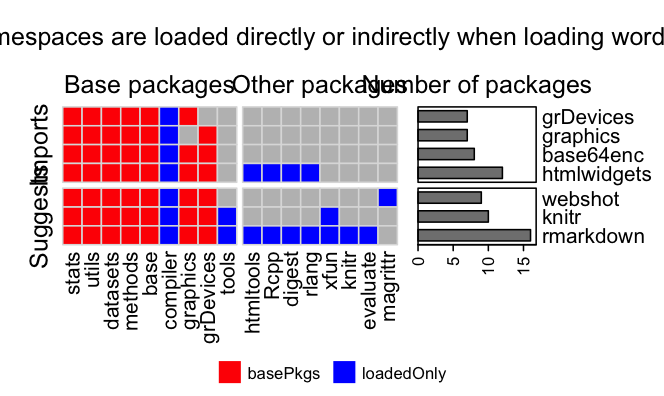 mespaces are loaded directly or indirectly when loading word
Base packages
Other packages
Number of packages
Imports
Suggests
grDevices
graphics
base64enc
htmlwidgets
webshot
knitr
rmarkdown
stats
utils
datasets
methods
base
compiler
graphics
grDevices
tools
htmltools
Rcpp
digest
rlang
xfun
knitr
evaluate
magrittr
0
5
10
15
basePkgs
loadedOnly